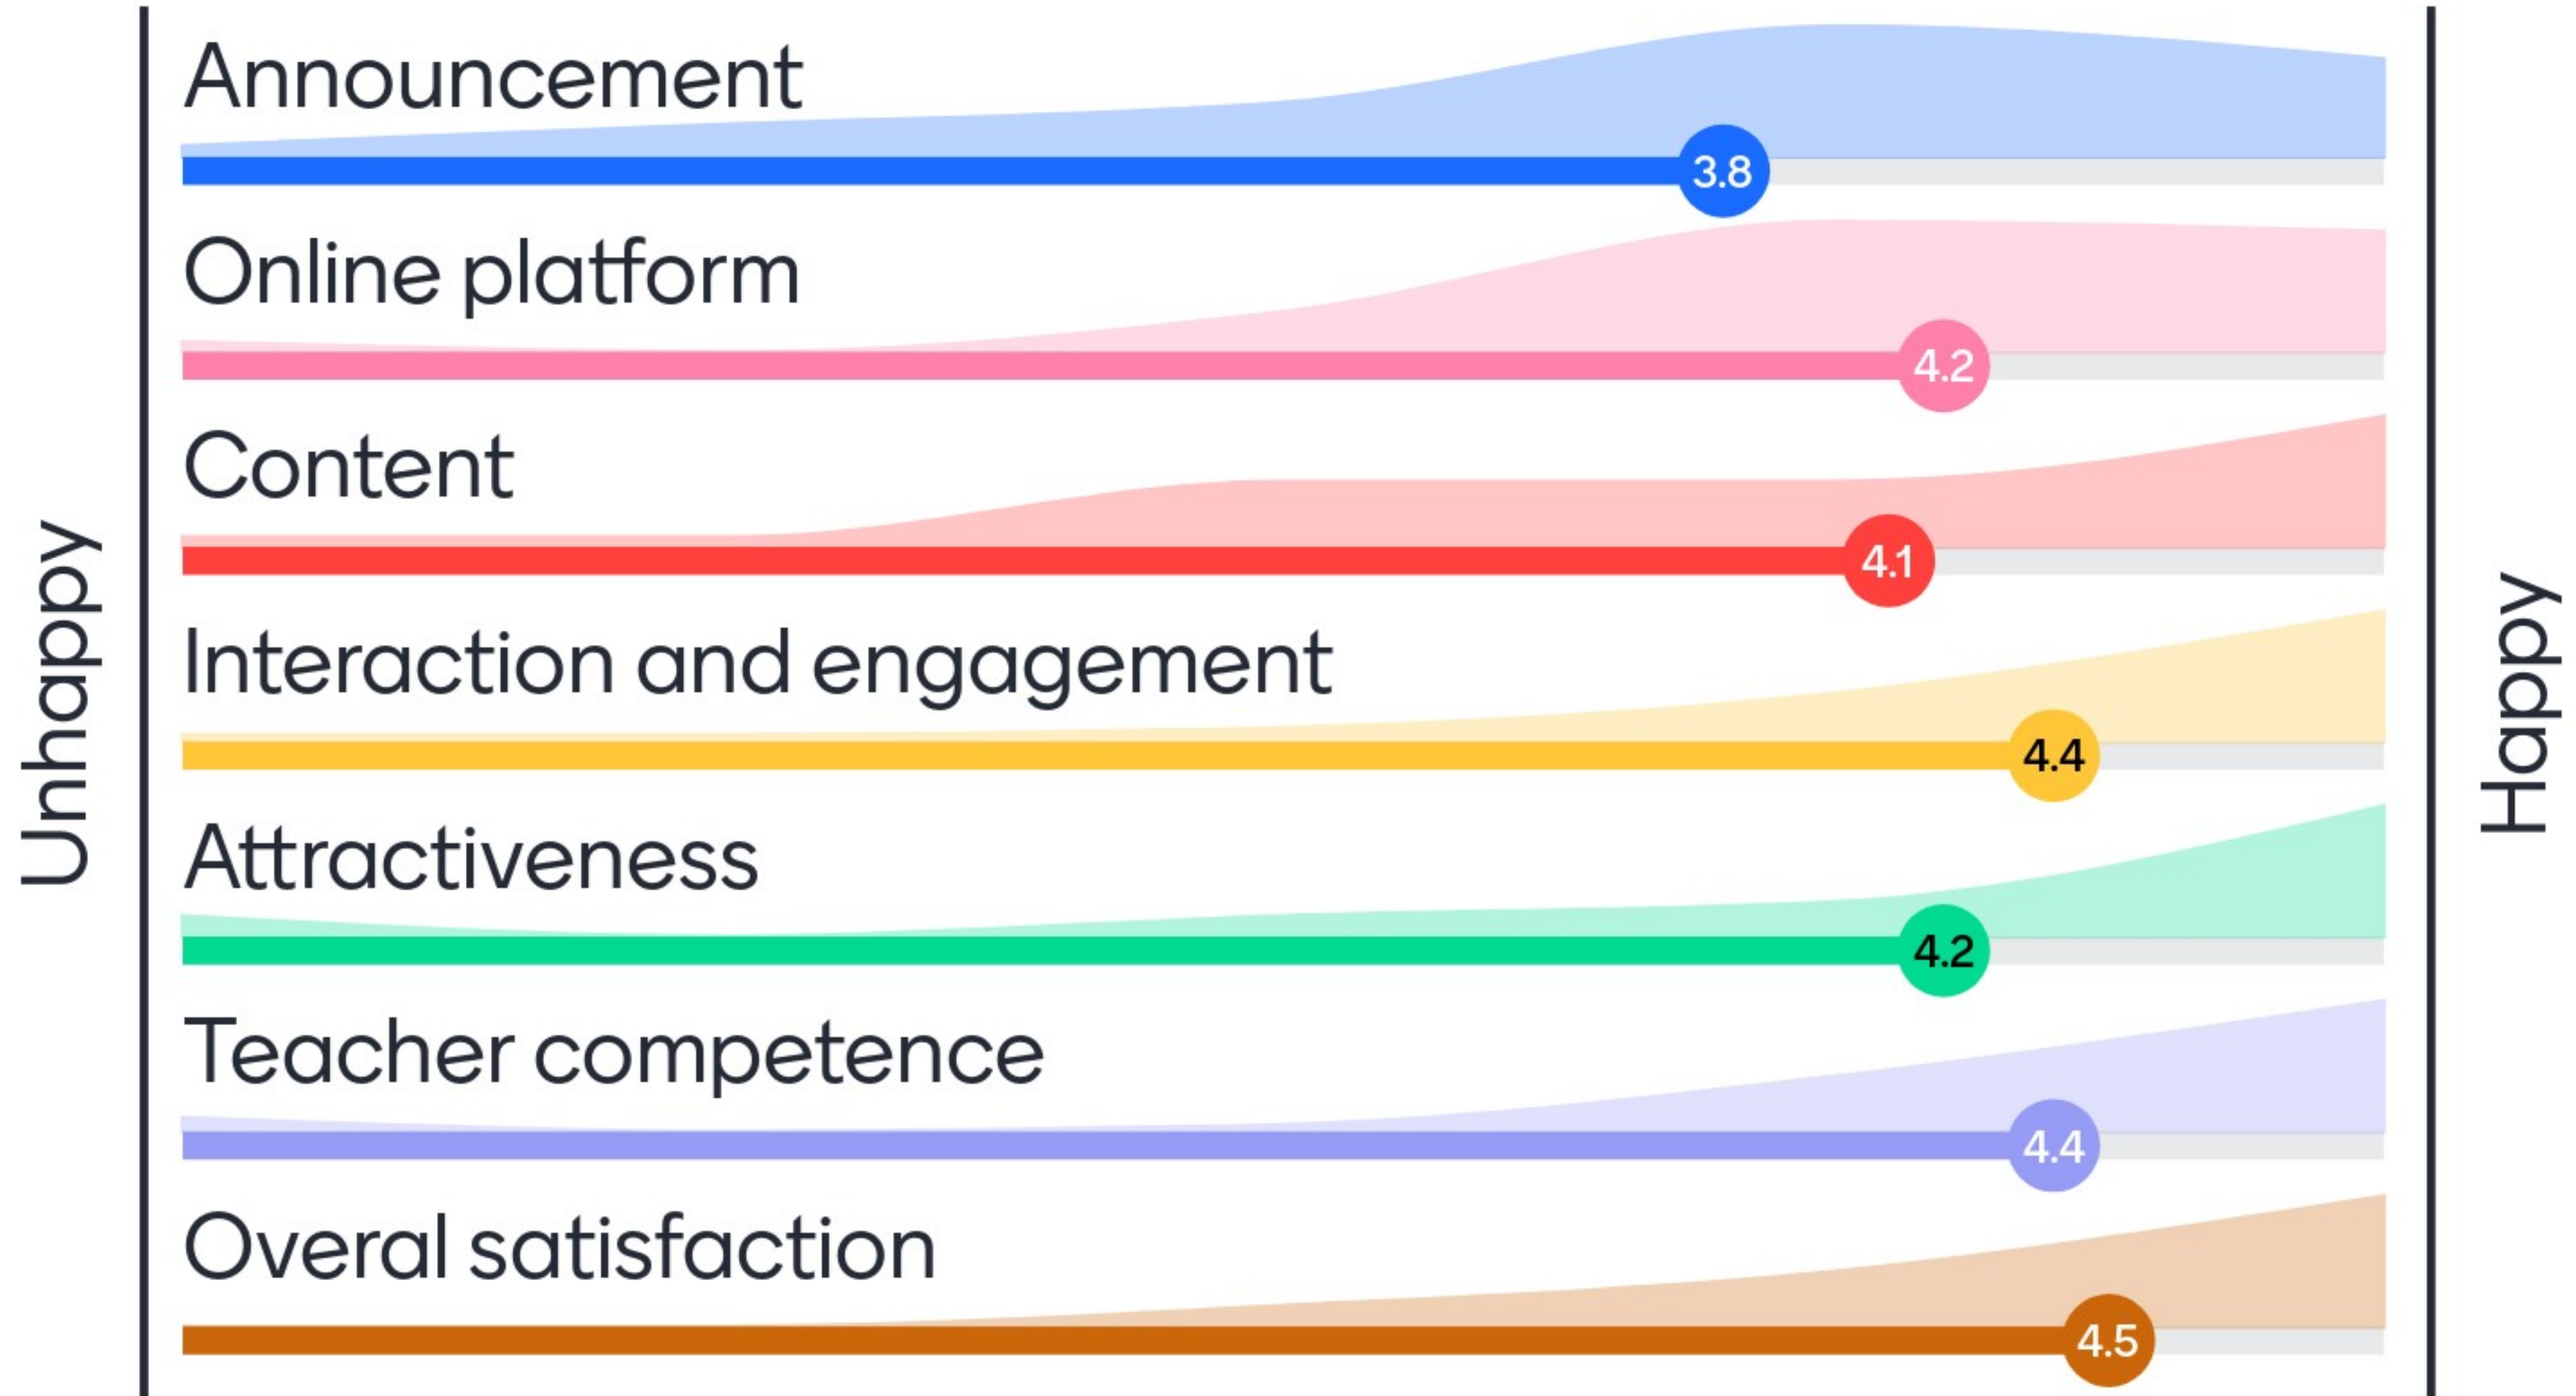 Announcement
3.8
Online platform
4.2
Content
4.1
Interaction and engagement
4.4
Attractiveness
4.2
Teacher competence
4.4
Overal satisfaction
4.5
Unhappy
Happy